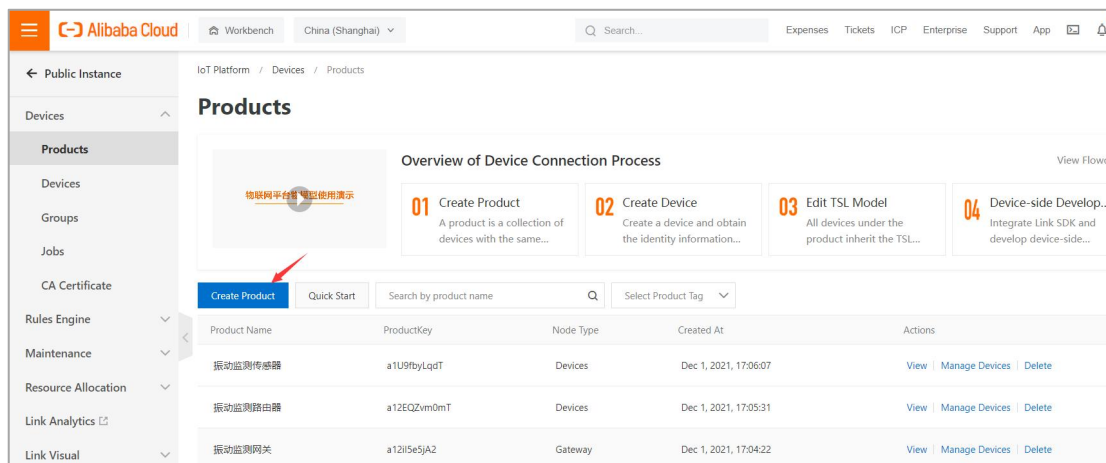 Alibaba Cloud Workbench China (Shanghai) Search... Expenses Tickets ICP Enterprise Support App
Public Instance
IoT Platform / Devices / Products
Devices
Products
Products
Devices
Groups
Jobs
CA Certificate
Rules Engine
Maintenance
Resource Allocation
Link Analytics
Link Visual
Overview of Device Connection Process
View Flow
01 Create Product
A product is a collection of
devices with the same...
02 Create Device
Create a device and obtain
the identity information...
03 Edit TSL Model
All devices under the
product inherit the TSL...
04 Device-side Develop...
Integrate Link SDK and
develop device-side...
Create Product Quick Start Search by product name Select Product Tag
Product Name ProductKey Node Type Created At Actions
振动监测传感器 a1U9fbyLqdT Devices Dec 1, 2021, 17:06:07 View Manage Devices Delete
振动监测路由器 a12EQZvm0mT Devices Dec 1, 2021, 17:05:31 View Manage Devices Delete
振动监测网关 a12iI5e5jA2 Gateway Dec 1, 2021, 17:04:22 View Manage Devices Delete